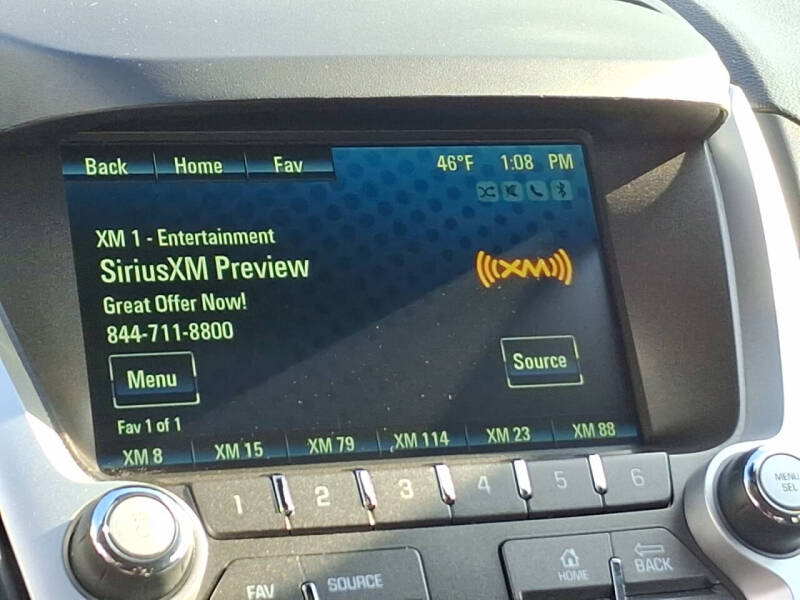 Back Home Fav 46°F 1:08 PM
XM 1 - Entertainment
SiriusXM Preview
(((XM)))
Great Offer Now!
844-711-8800
Menu
Source
Fav 1 of 1
XM 8 XM 15 XM 79 XM 114 XM 23 XM 88
1 2 3 4 5 6
MENU
SEL
FAV SOURCE HOME BACK